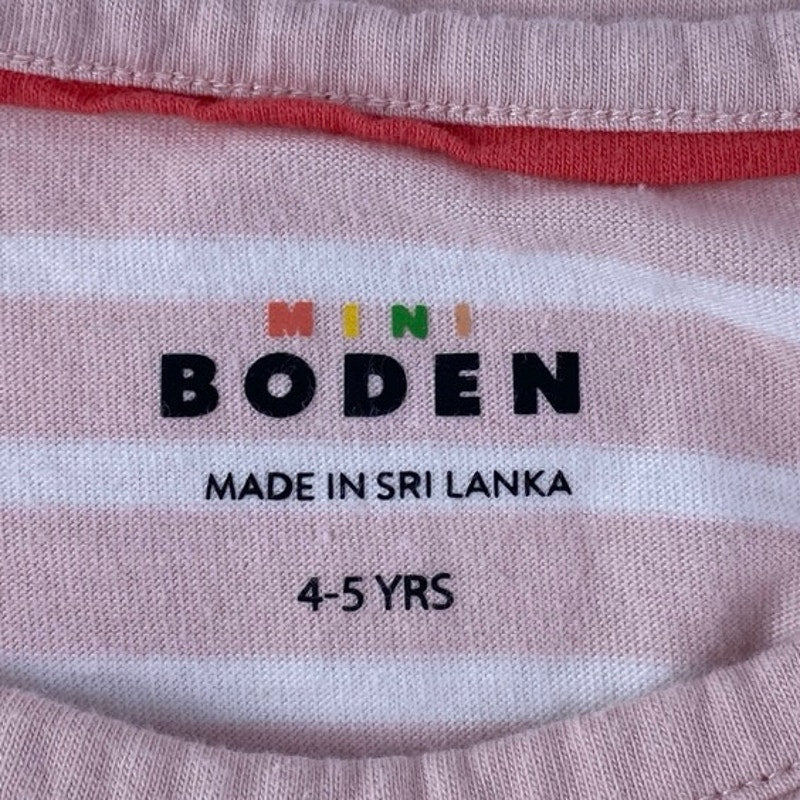 MINI
BODEN
MADE IN SRI LANKA
4-5 YRS